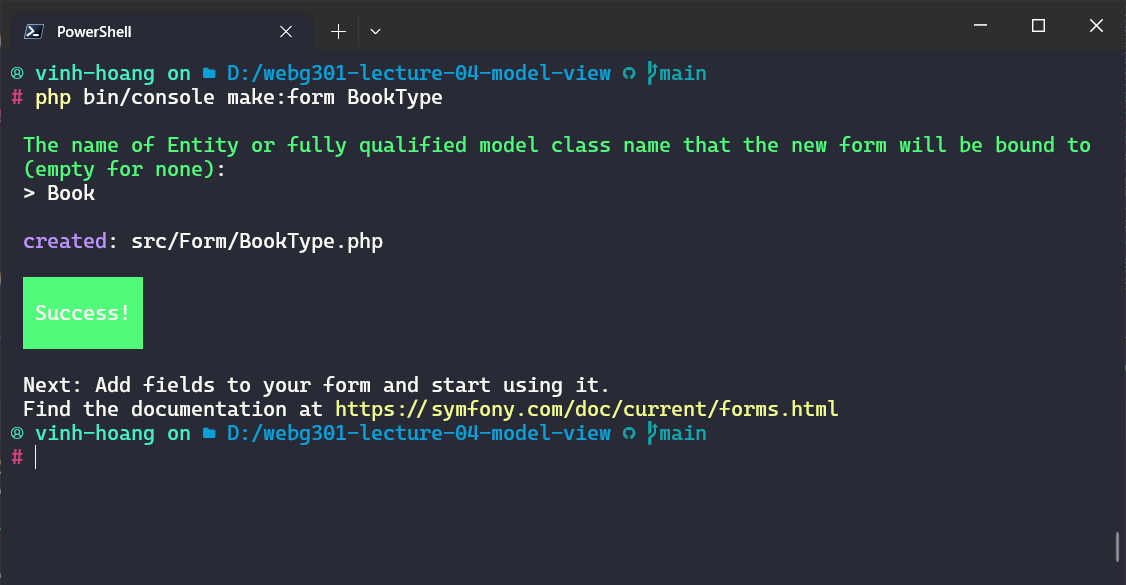 PowerShell
vinh-hoang on D:/webg301-lecture-04-model-view main
# php bin/console make:form BookType
The name of Entity or fully qualified model class name that the new form will be bound to
(empty for none):
> Book
created: src/Form/BookType.php
Success!
Next: Add fields to your form and start using it.
Find the documentation at https://symfony.com/doc/current/forms.html
vinh-hoang on D:/webg301-lecture-04-model-view main
#